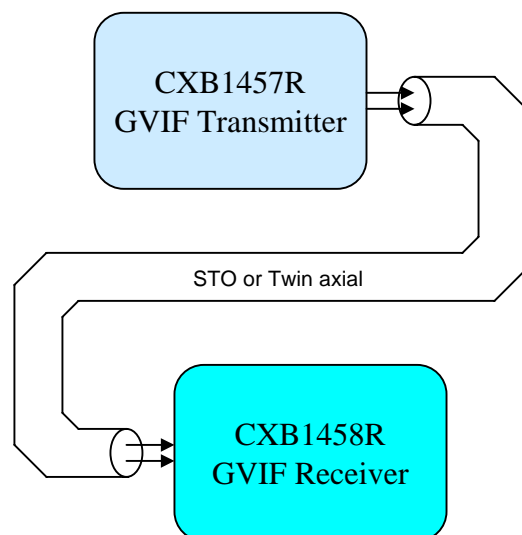 CXB1457R
GVIF Transmitter
STO or Twin axial
CXB1458R
GVIF Receiver